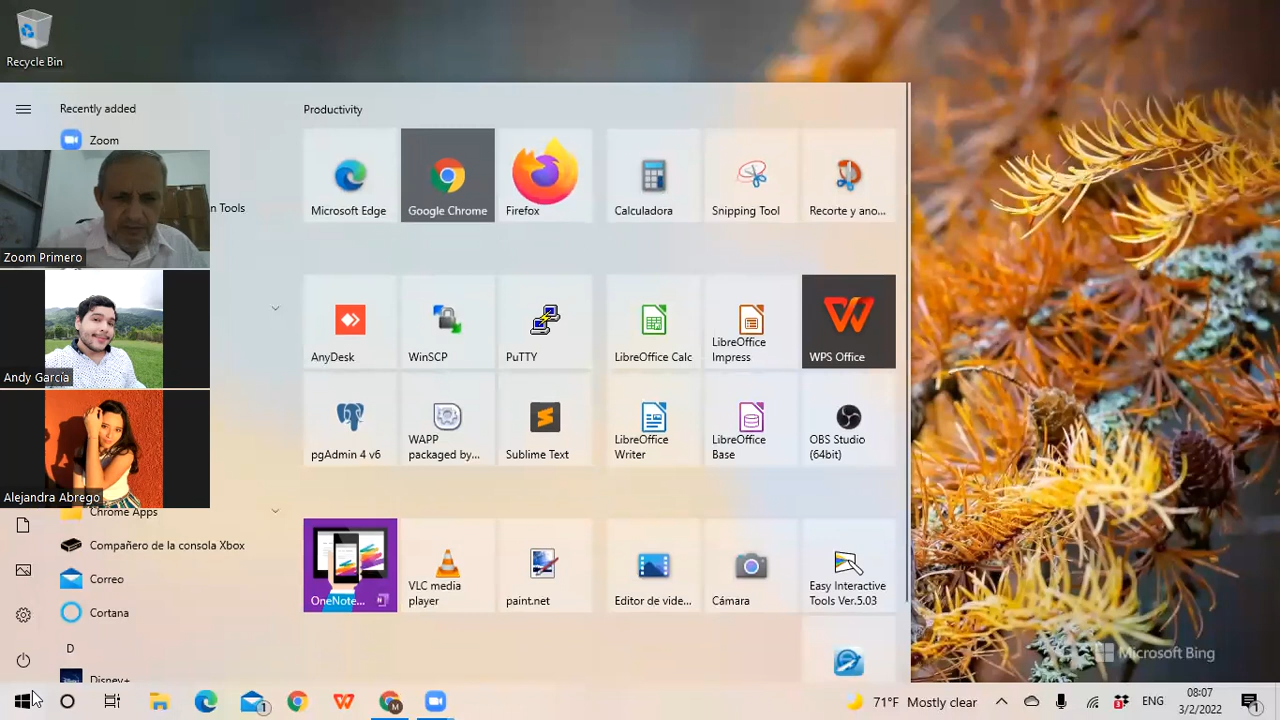 Recycle Bin
Recently added
Zoom
n Tools
Zoom Primero
Andy García
Alejandra Abrego
Chrome Apps
Compañero de la consola Xbox
Correo
Cortana
D
Disney+
Productivity
Microsoft Edge
Google Chrome
Firefox
Calculadora
Snipping Tool
Recorte y ano...
AnyDesk
WinSCP
PuTTY
LibreOffice Calc
LibreOffice
Impress
WPS Office
pgAdmin 4 v6
WAPP
packaged by...
Sublime Text
LibreOffice
Writer
LibreOffice
Base
OBS Studio
(64bit)
OneNote...
VLC media
player
paint.net
Editor de vide...
Cámara
Easy Interactive
Tools Ver.5.03
Microsoft Bing
1
M
71°F Mostly clear
3
ENG
08:07
3/2/2022
1